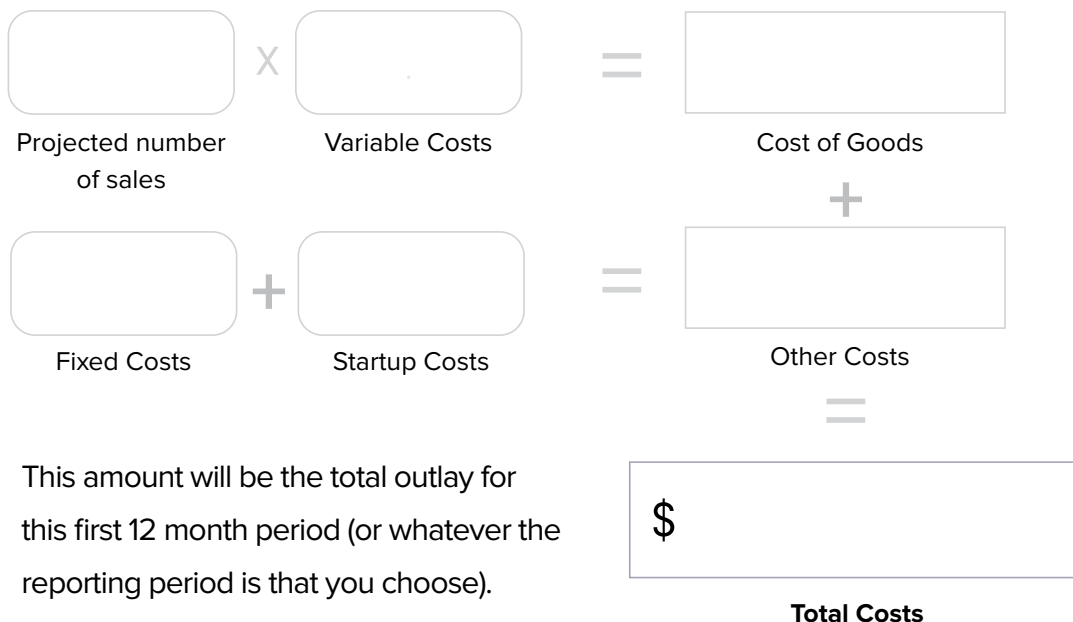 X
=
Projected number
of sales
Variable Costs
Cost of Goods
+
+
=
Fixed Costs
Startup Costs
Other Costs
=
This amount will be the total outlay for
this first 12 month period (or whatever the
reporting period is that you choose).
$
Total Costs